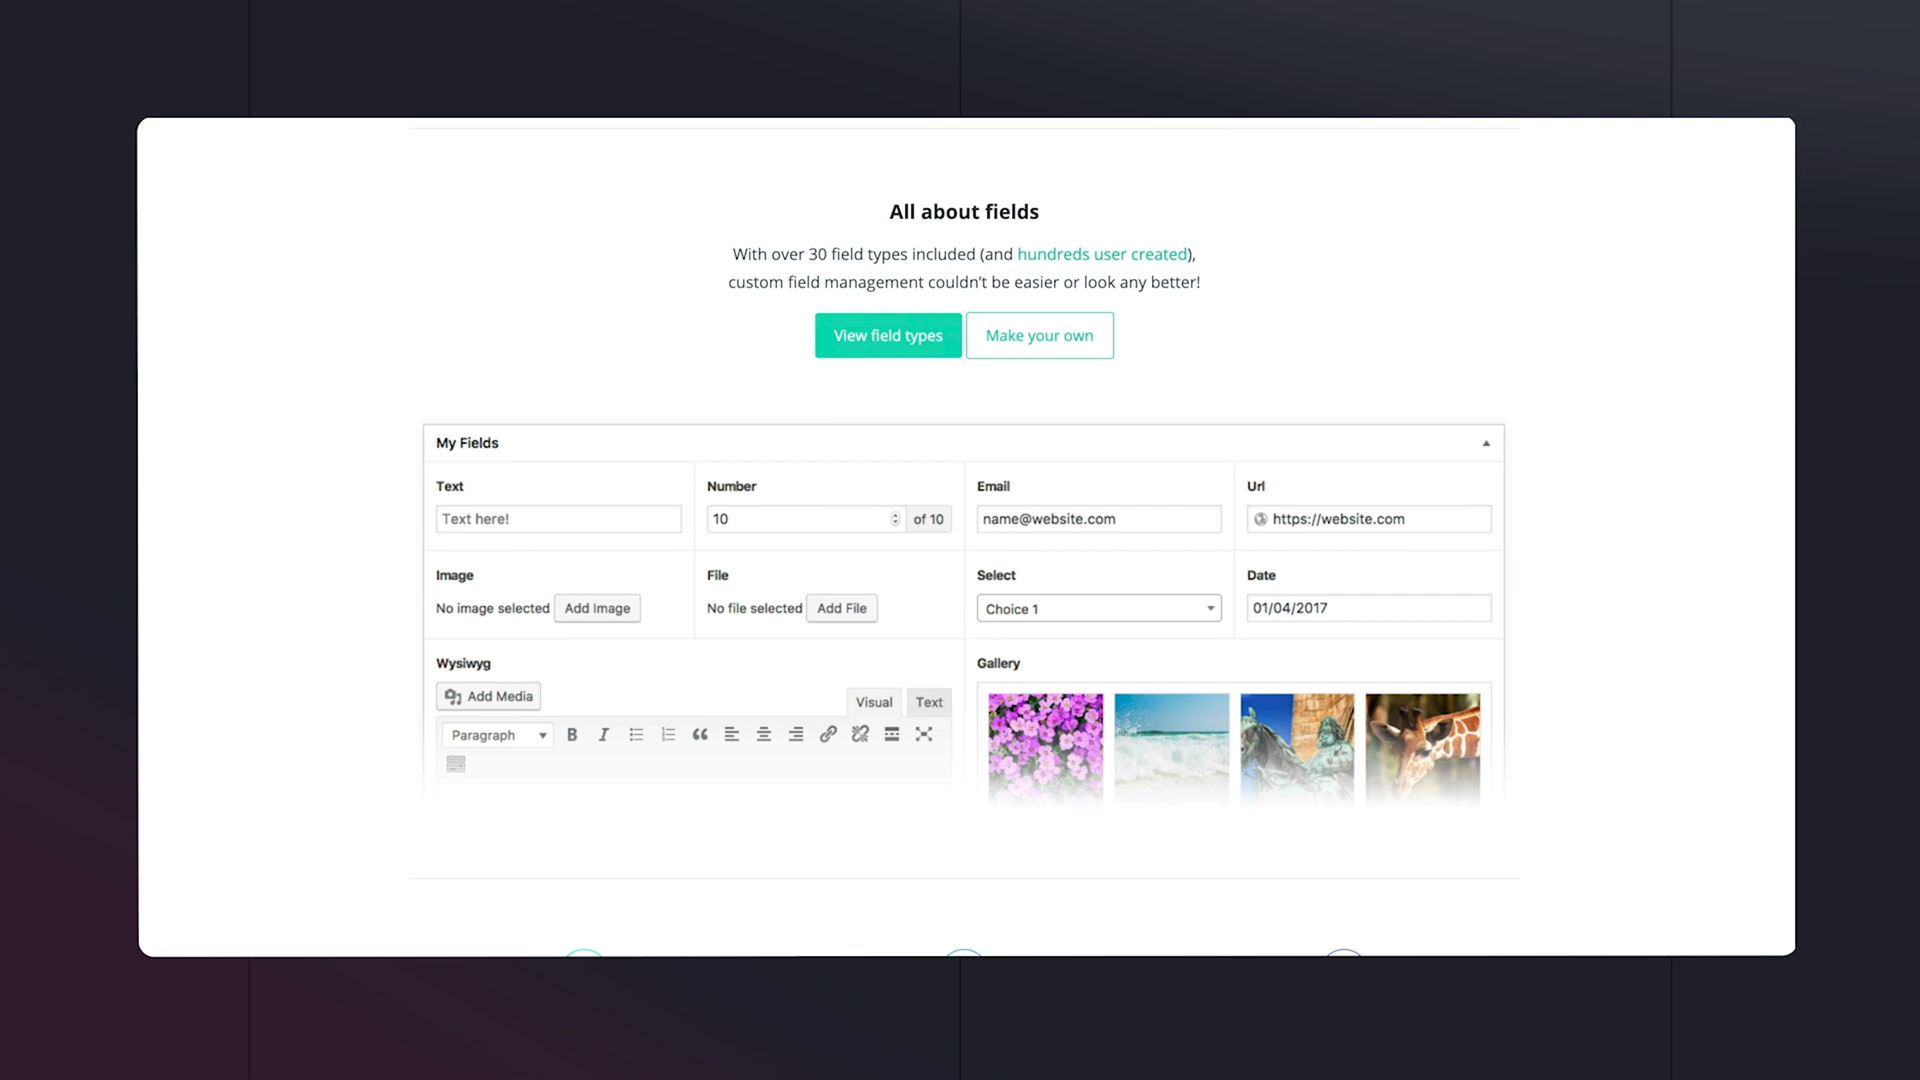 All about fields
With over 30 field types included (and hundreds user created),
custom field management couldn't be easier or look any better!
View field types
Make your own
My Fields
Text
Number
Email
Url
Text here!
10
of 10
name@website.com
https://website.com
Image
File
Select
Date
No image selected
Add Image
No file selected
Add File
Choice 1
01/04/2017
Wysiwyg
Gallery
Add Media
Visual
Text
Paragraph
B
I